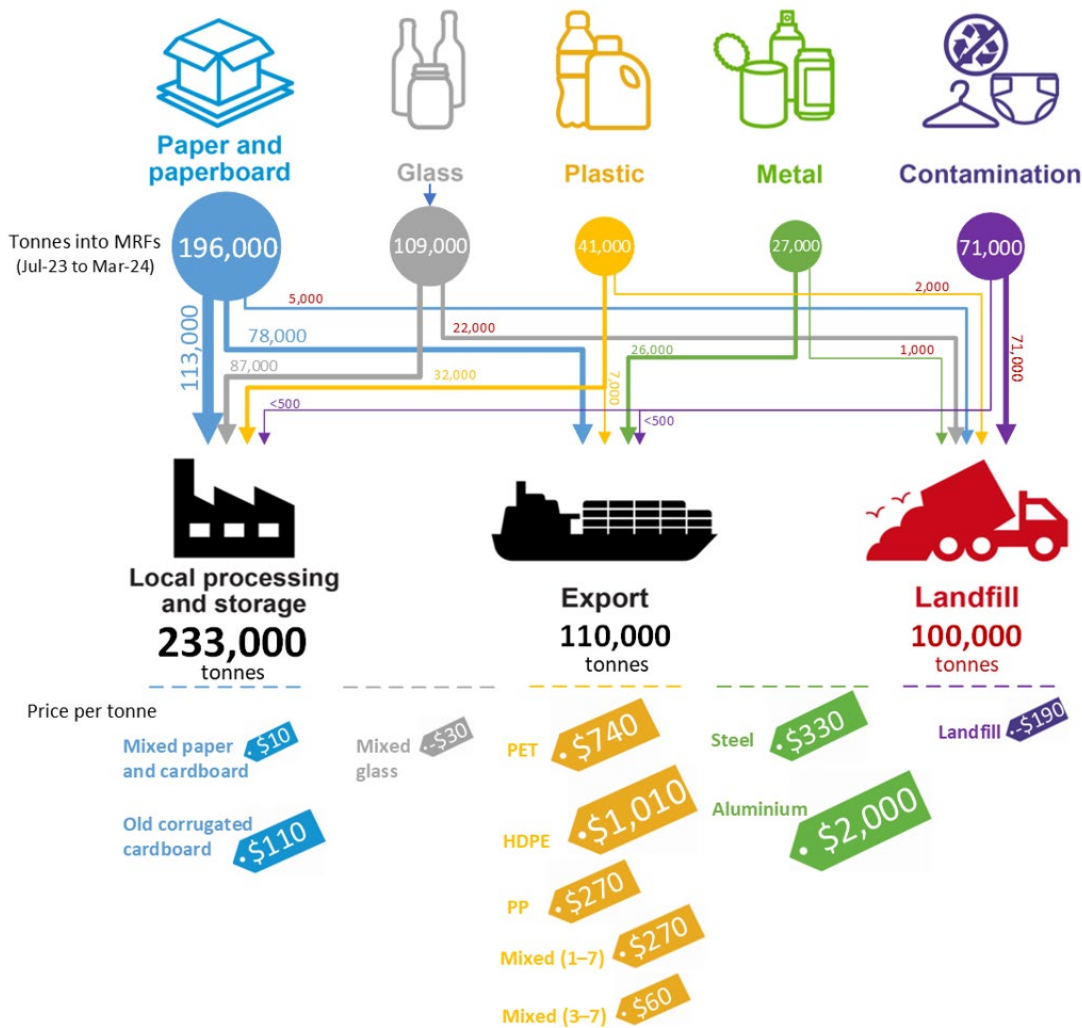 Paper and
paperboard
Glass
Plastic
Metal
Contamination
Tonnes into MRFs
(Jul-23 to Mar-24)
196,000
109,000
41,000
27,000
71,000
5,000
2,000
113,000
78,000
22,000
87,000
32,000
7,000
26,000
1,000
71,000
<500
<500
Local processing
and storage
233,000
tonnes
Export
110,000
tonnes
Landfill
100,000
tonnes
Price per tonne
Mixed paper
and cardboard
$10
Old corrugated
cardboard
$110
Mixed
glass
-$30
PET
$740
HDPE
$1,010
PP
$270
Mixed (1–7)
$270
Mixed (3–7)
$60
Steel
$330
Aluminium
$2,000
Landfill
-$190